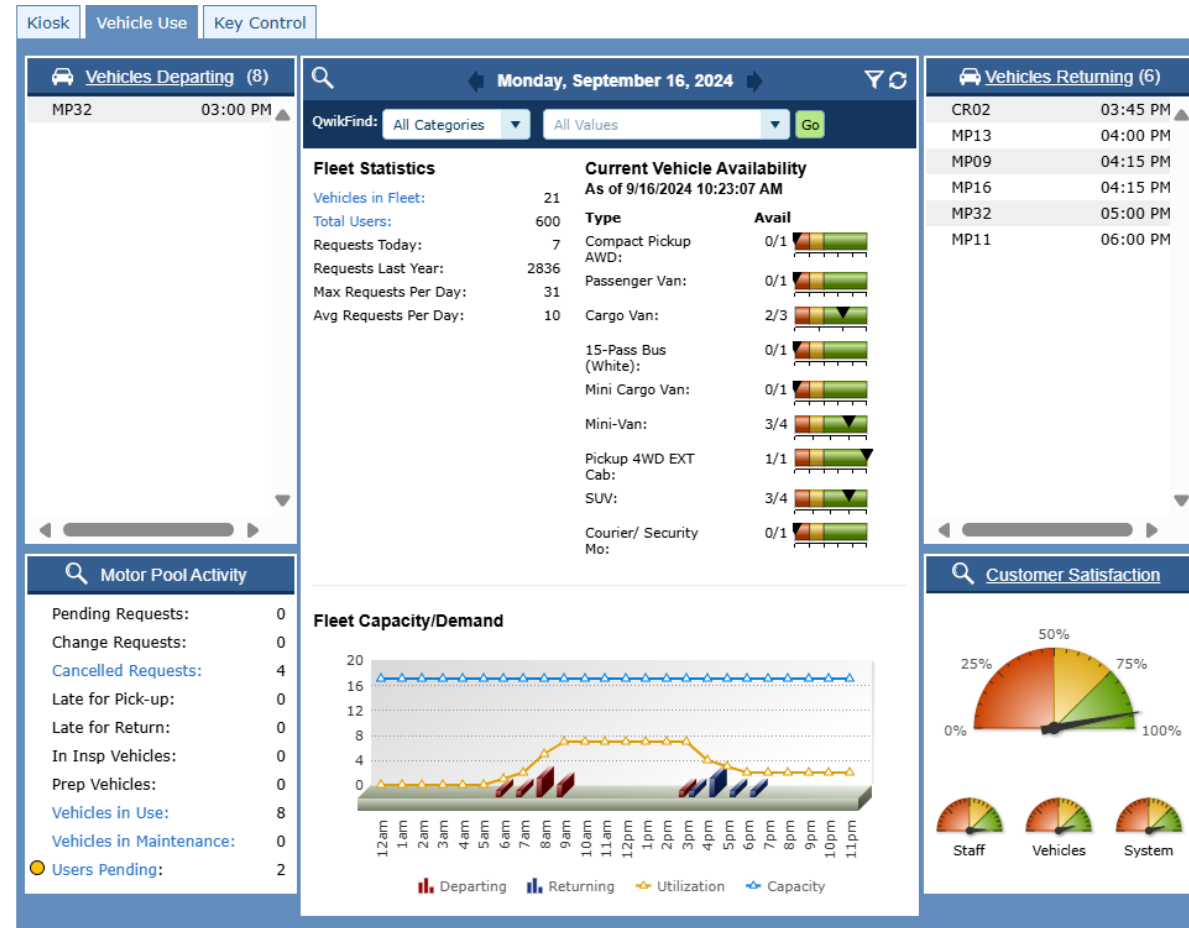 Kiosk Vehicle Use Key Control
Vehicles Departing (8)
MP32 03:00 PM
Monday, September 16, 2024
QwikFind: All Categories All Values Go
Fleet Statistics
Vehicles in Fleet: 21
Total Users: 600
Requests Today: 7
Requests Last Year: 2836
Max Requests Per Day: 31
Avg Requests Per Day: 10
Current Vehicle Availability
As of 9/16/2024 10:23:07 AM
Type Avail
Compact Pickup
AWD: 0/1
Passenger Van: 0/1
Cargo Van: 2/3
15-Pass Bus
(White): 0/1
Mini Cargo Van: 0/1
Mini-Van: 3/4
Pickup 4WD EXT
Cab: 1/1
SUV: 3/4
Courier/ Security
Mo: 0/1
Vehicles Returning (6)
CR02 03:45 PM
MP13 04:00 PM
MP09 04:15 PM
MP16 04:15 PM
MP32 05:00 PM
MP11 06:00 PM
Motor Pool Activity
Pending Requests: 0
Change Requests: 0
Cancelled Requests: 4
Late for Pick-up: 0
Late for Return: 0
In Insp Vehicles: 0
Prep Vehicles: 0
Vehicles in Use: 8
Vehicles in Maintenance: 0
Users Pending: 2
Fleet Capacity/Demand
20
16
12
8
4
0
12am 1am 2am 3am 4am 5am 6am 7am 8am 9am 10am 11am 12pm 1pm 2pm 3pm 4pm 5pm 6pm 7pm 8pm 9pm 10pm 11pm
Departing Returning Utilization Capacity
Customer Satisfaction
50%
25% 75%
0% 100%
Staff Vehicles System